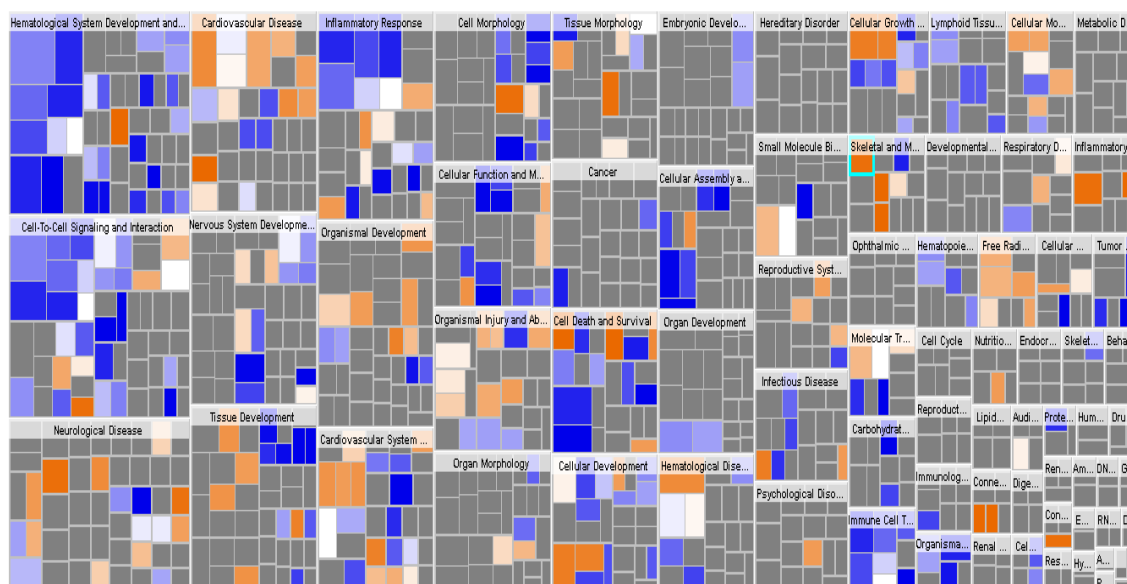 Hematological System Development and...
Cardiovascular Disease
Inflammatory Response
Cell Morphology
Tissue Morphology
Embryonic Develo...
Hereditary Disorder
Cellular Growth ...
Lymphoid Tissu...
Cellular Mo...
Metabolic D
Small Molecule Bi...
Skeletal and M...
Developmental...
Respiratory D...
Inflammatory
Cellular Function and M...
Cancer
Cellular Assembly a...
Cell-To-Cell Signaling and Interaction
Nervous System Developme...
Organismal Development
Ophthalmic ...
Hematopoie...
Free Radi...
Cellular ...
Tumor
Reproductive Syst...
Organismal Injury and Ab...
Cell Death and Survival
Organ Development
Molecular Tr...
Cell Cycle
Nutritio...
Endocr...
Skelet...
Beha
Infectious Disease
Reproduct...
Lipid...
Audi...
Prote...
Hum...
Dru
Tissue Development
Carbohydrat...
Neurological Disease
Cardiovascular System ...
Organ Morphology
Cellular Development
Hematological Dise...
Immunolog...
Conne...
Dige...
Ren...
Am...
DN...
G
Psychological Diso...
Immune Cell T...
Con...
E...
RN...
Organisma...
Renal ...
Cel...
Res...
Hy...
A...